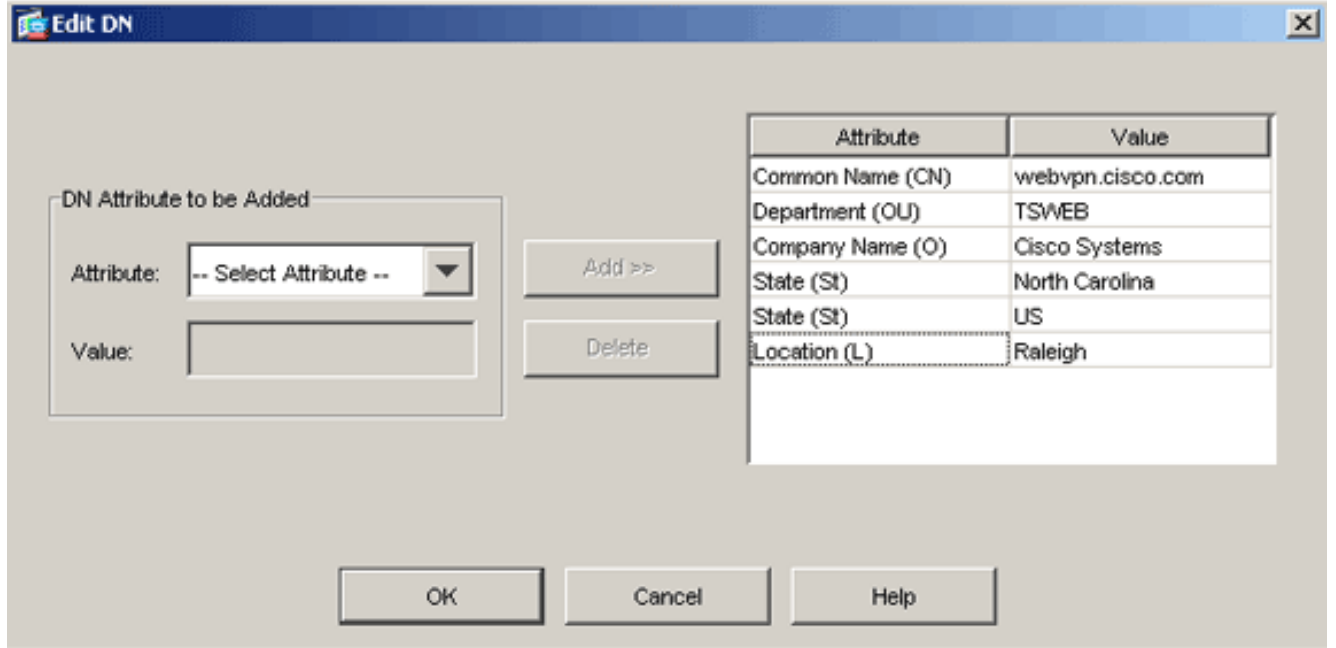 Edit DN
DN Attribute to be Added
Attribute: -- Select Attribute --
Value:
Add >>
Delete
Attribute Value
Common Name (CN) webvpn.cisco.com
Department (OU) TSWEB
Company Name (O) Cisco Systems
State (St) North Carolina
State (St) US
Location (L) Raleigh
OK Cancel Help